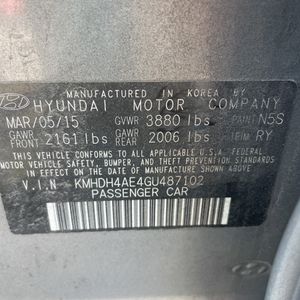 MANUFACTURED IN KOREA BY
HYUNDAI MOTOR COMPANY
MAR/05/15 GVWR 3880 lbs PAINT N5S
GAWR FRONT 2161 lbs GAWR REAR 2006 lbs TRIM RY
THIS VEHICLE CONFORMS TO ALL APPLICABLE U.S. FEDERAL MOTOR
VEHICLE SAFETY, BUMPER, AND THEFT PREVENTION
STANDARDS IN EFFECT ON THE DATE OF MANUFACTURE
SHOWN ABOVE.
V.I.N KMHDH4AE4GU487102
PASSENGER CAR